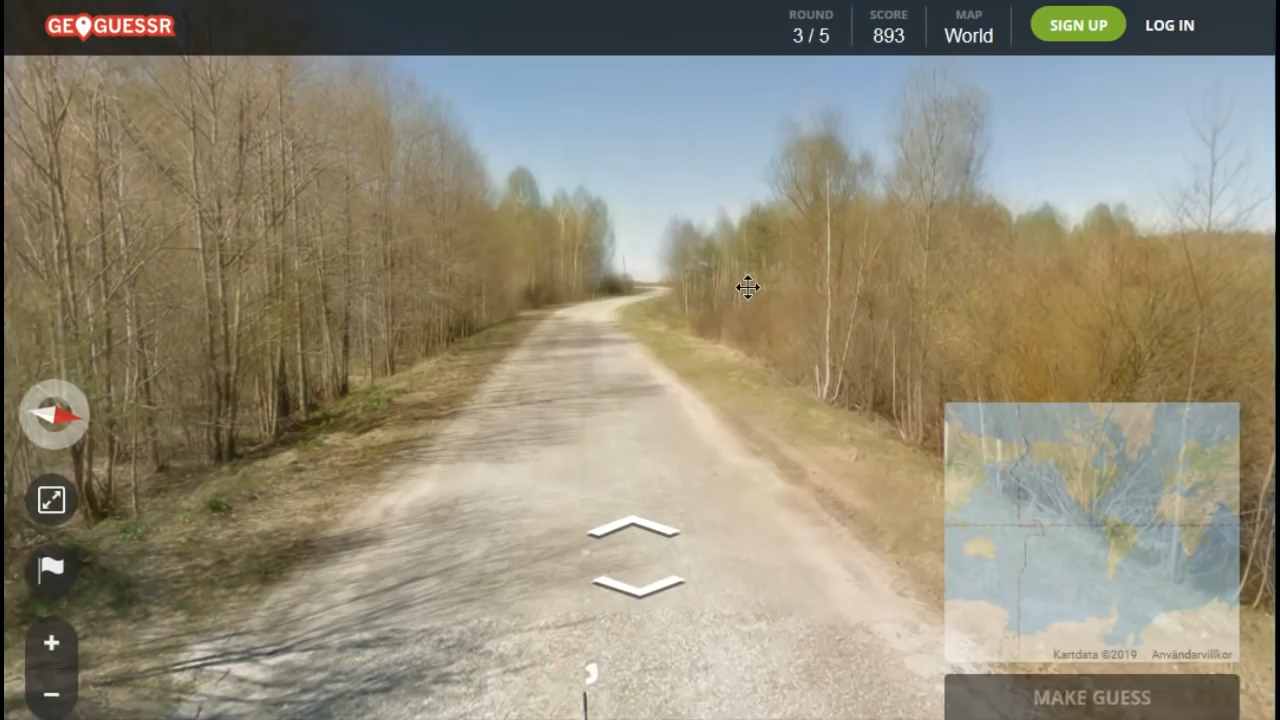 GEOGUESSR
ROUND
3 / 5
SCORE
893
MAP
World
SIGN UP
LOG IN
Kartdata ©2019
Användarvillkor
MAKE GUESS